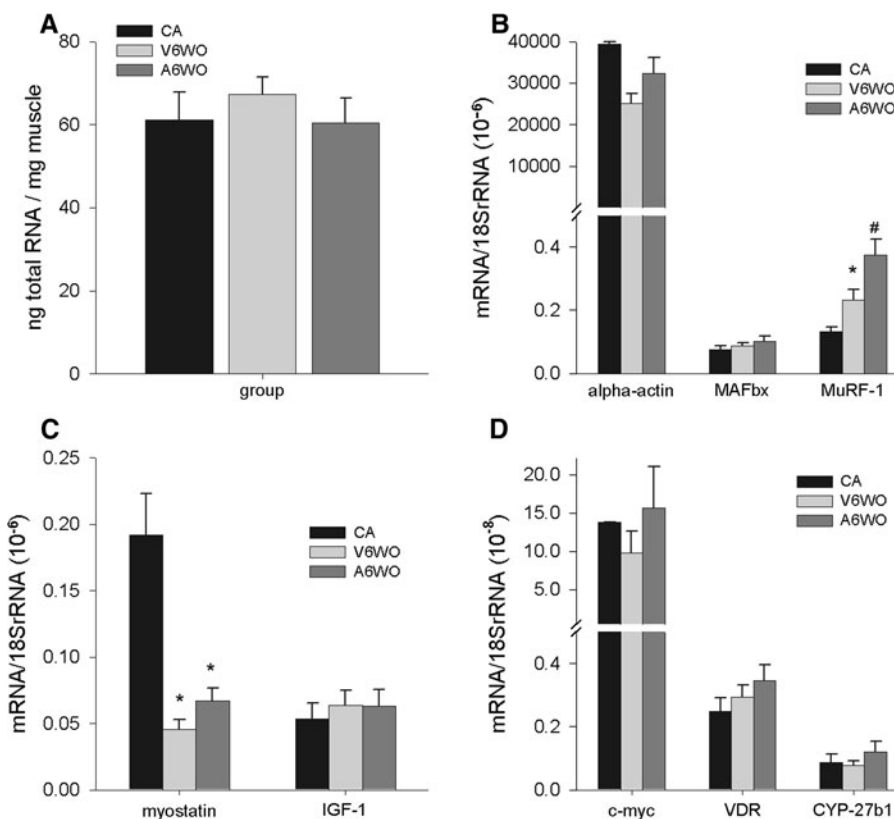 A
CA
V6WO
A6WO
ng total RNA / mg muscle
80
60
40
20
0
group
B
CA
V6WO
A6WO
mRNA/18SrRNA (10⁻⁶)
40000
30000
20000
10000
0.4
0.2
0.0
*
#
alpha-actin MAFbx MuRF-1
C
CA
V6WO
A6WO
mRNA/18SrRNA (10⁻⁶)
0.25
0.20
0.15
0.10
0.05
0.00
* *
myostatin IGF-1
D
CA
V6WO
A6WO
mRNA/18SrRNA (10⁻⁸)
20.0
15.0
10.0
5.0
0.4
0.2
0.0
c-myc VDR CYP-27b1